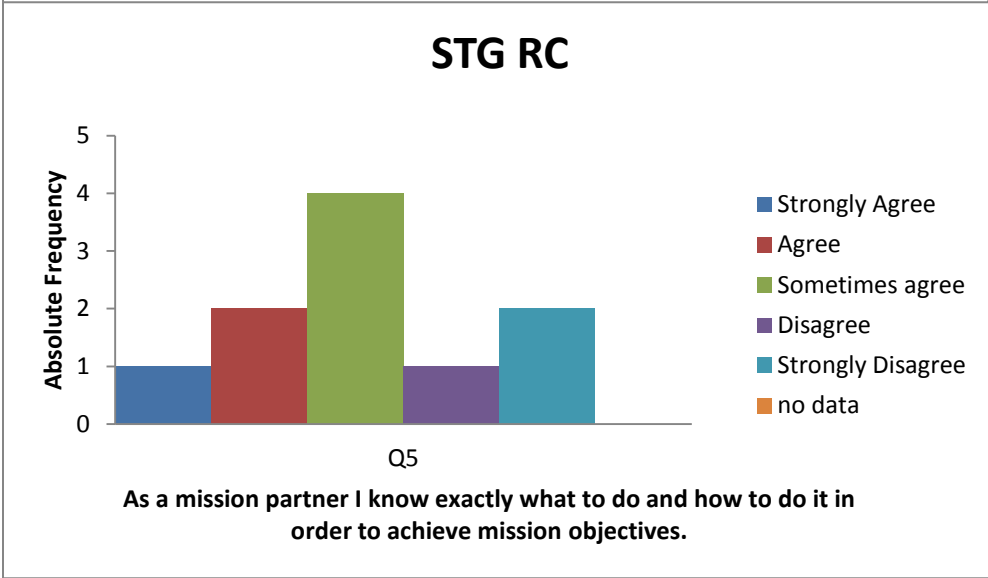 STG RC
Absolute Frequency
5
4
3
2
1
0
Q5
Strongly Agree
Agree
Sometimes agree
Disagree
Strongly Disagree
no data
As a mission partner I know exactly what to do and how to do it in
order to achieve mission objectives.